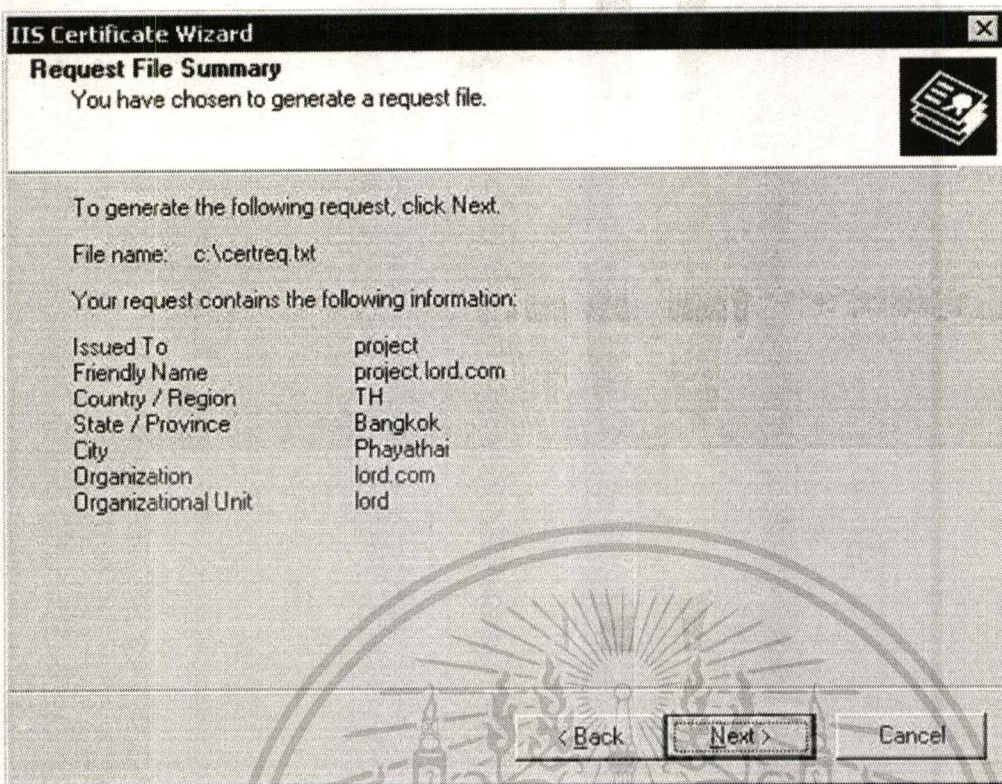 IIS Certificate Wizard
Request File Summary
You have chosen to generate a request file.
To generate the following request, click Next.
File name: c:\certreq.txt
Your request contains the following information:
Issued To project
Friendly Name project.lord.com
Country / Region TH
State / Province Bangkok
City Phayathai
Organization lord.com
Organizational Unit lord
< Back Next > Cancel